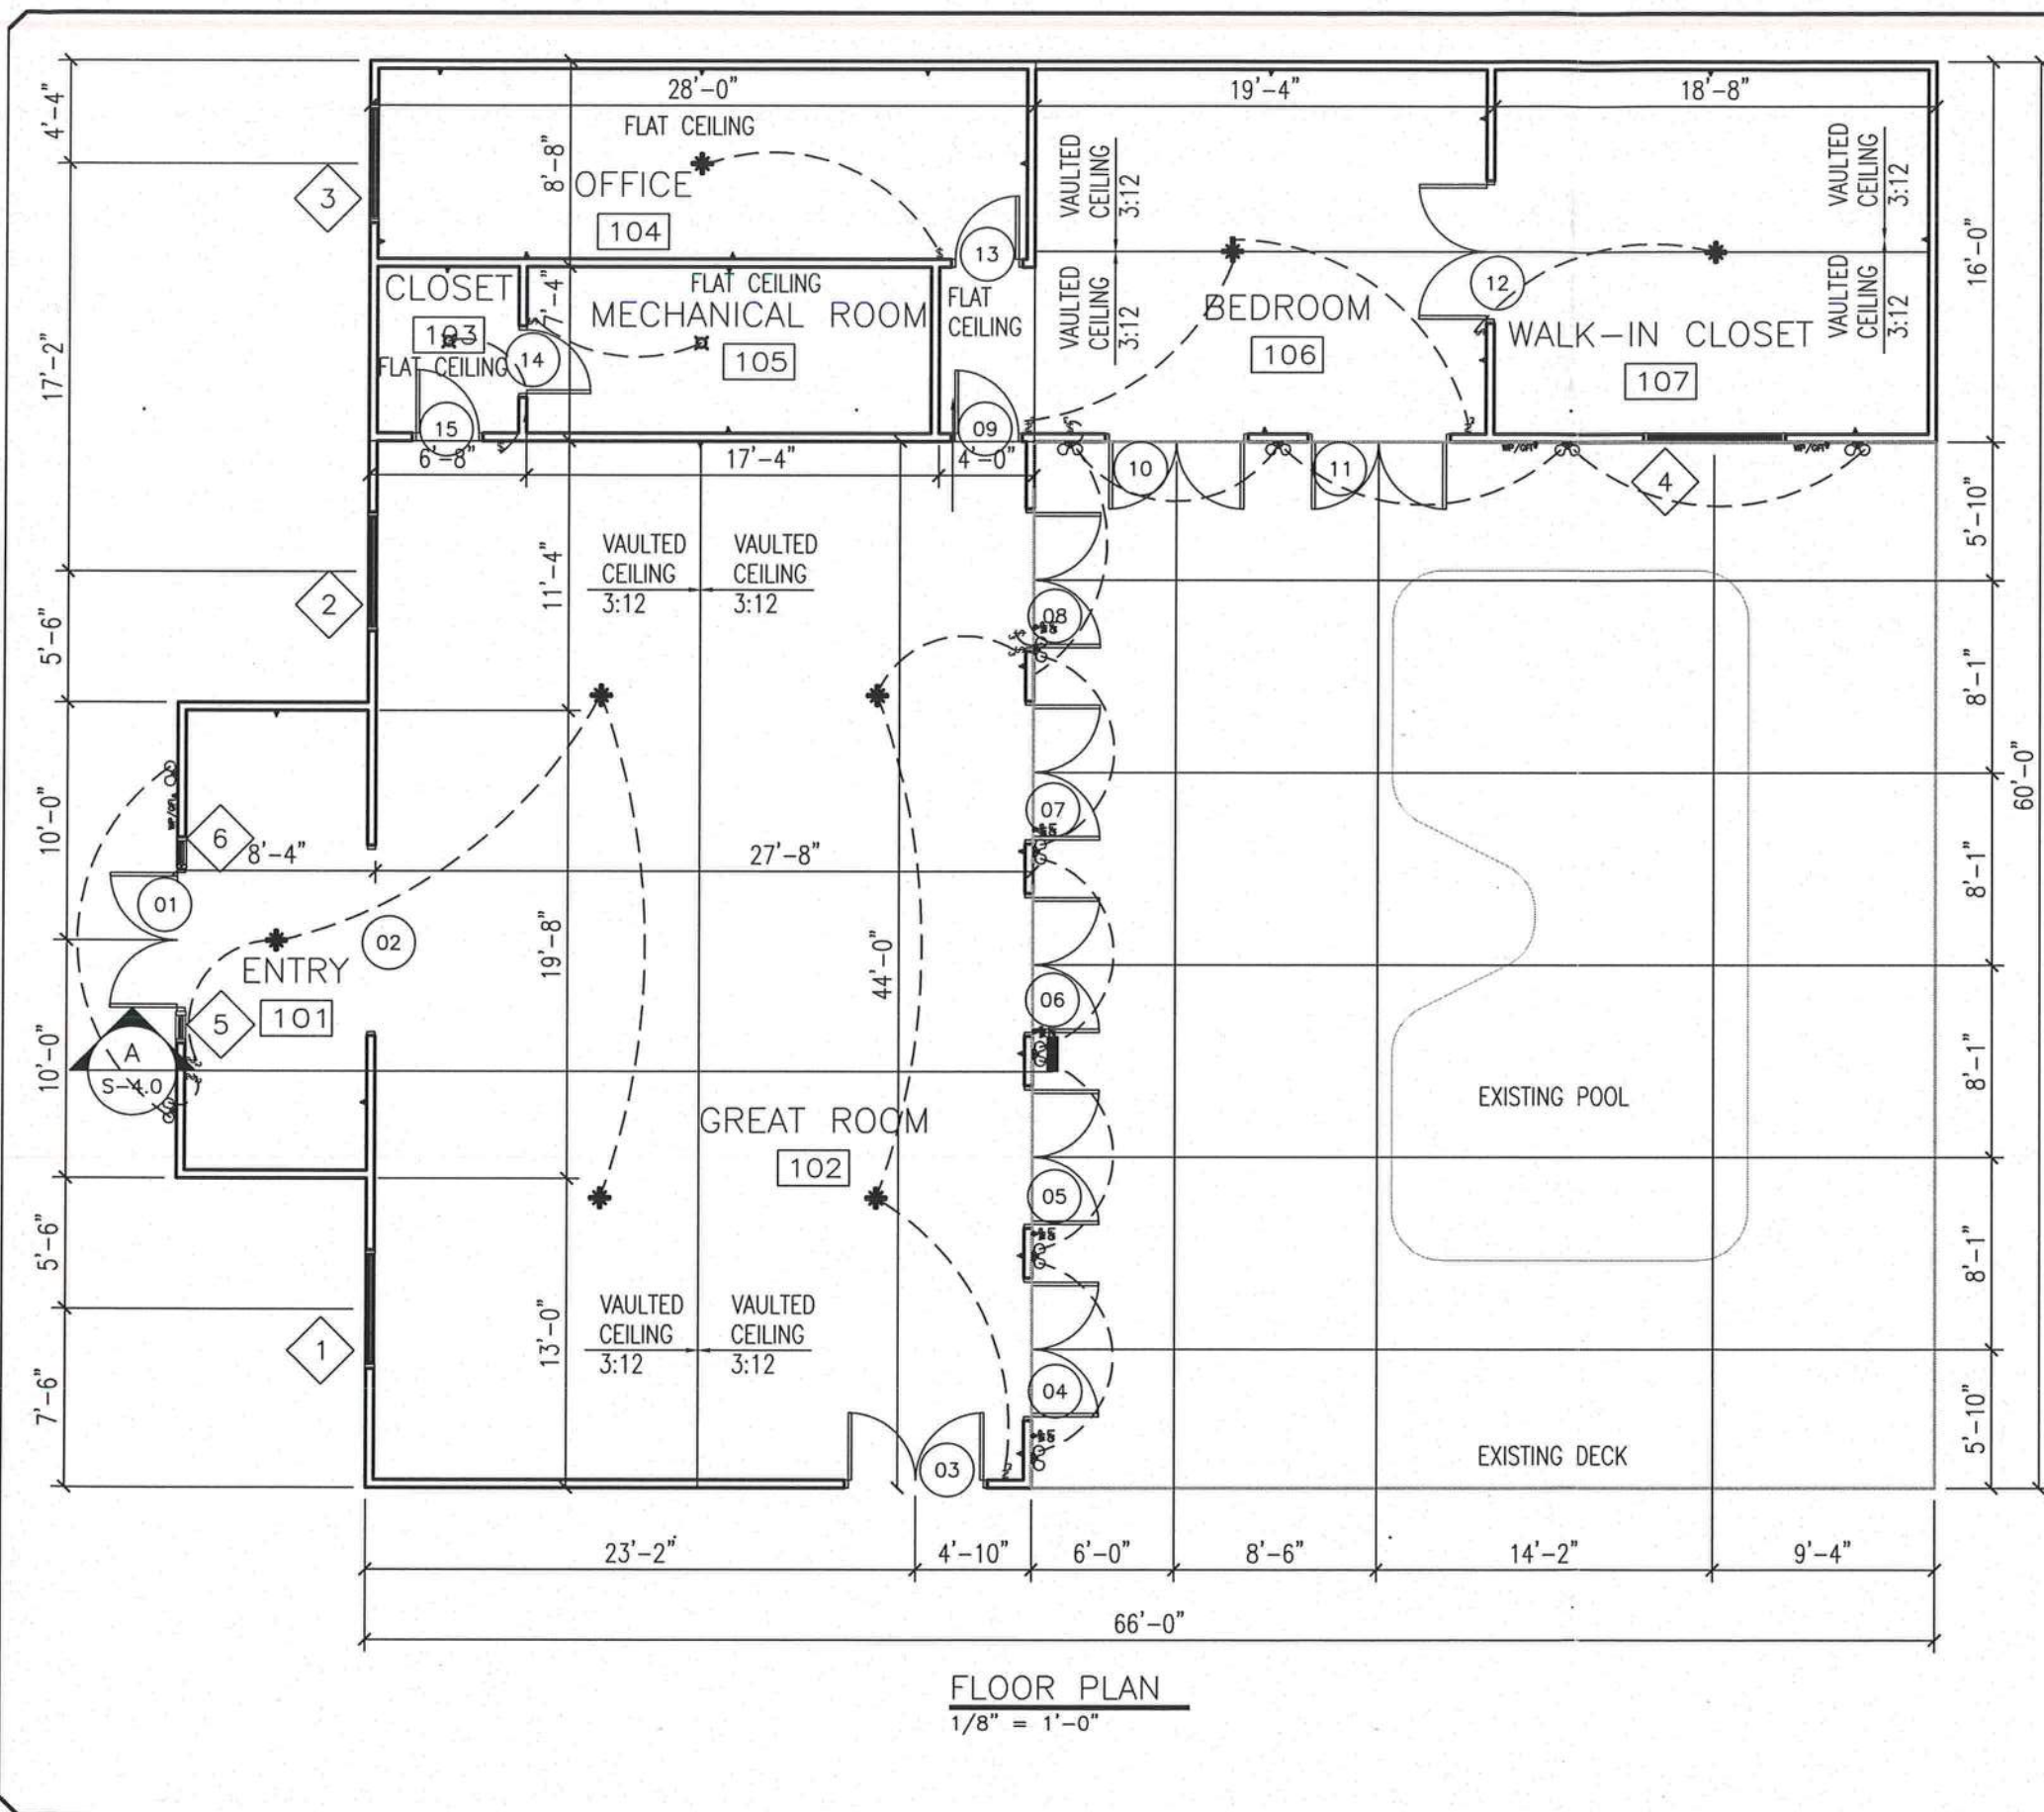 28'-0"
19'-4"
18'-8"
4'-4"
FLAT CEILING
8'-8"
OFFICE
104
3
VAULTED
CEILING
3:12
VAULTED
CEILING
3:12
13
16'-0"
CLOSET
103
FLAT CEILING
7'-4"
FLAT CEILING
MECHANICAL ROOM
105
14
FLAT
CEILING
VAULTED
CEILING
3:12
BEDROOM
106
12
WALK-IN CLOSET
107
VAULTED
CEILING
3:12
17'-2"
15
09
6'-8"
17'-4"
4'-0"
10
11
WP/GFI
WP/GFI
4
5'-10"
VAULTED
CEILING
3:12
VAULTED
CEILING
3:12
11'-4"
2
08
5'-6"
8'-1"
60'-0"
10'-0"
WP/GFI
6
8'-4"
27'-8"
07
8'-1"
01
02
19'-8"
44'-0"
ENTRY
101
5
06
A
S-4.0
10'-0"
8'-1"
EXISTING POOL
GREAT ROOM
102
05
5'-6"
8'-1"
VAULTED
CEILING
3:12
VAULTED
CEILING
3:12
13'-0"
1
04
7'-6"
5'-10"
03
EXISTING DECK
23'-2"
4'-10"
6'-0"
8'-6"
14'-2"
9'-4"
66'-0"
FLOOR PLAN
1/8" = 1'-0"